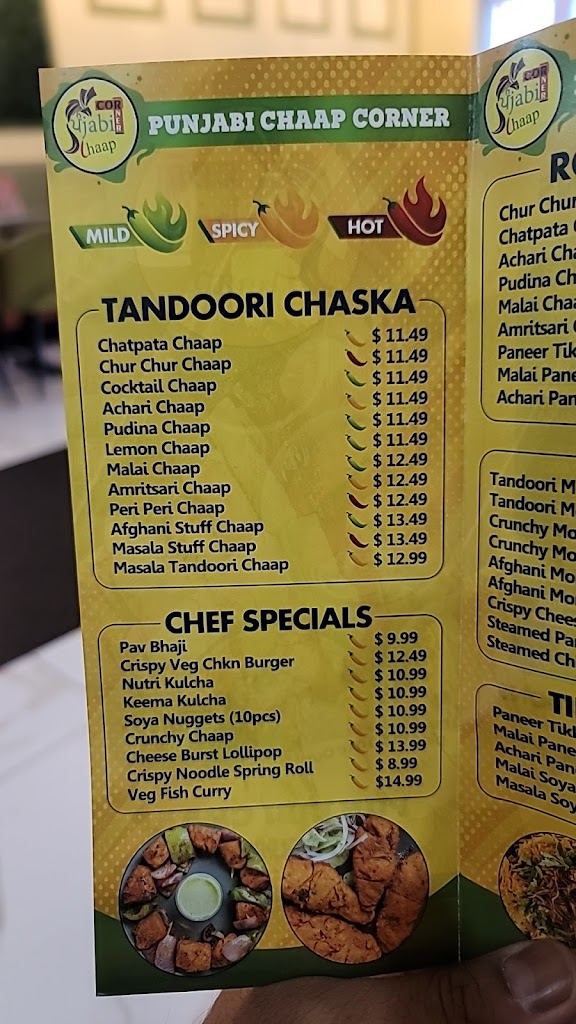 CORNER
Punjabi
Chaap
PUNJABI CHAAP CORNER
MILD
SPICY
HOT
TANDOORI CHASKA
Chatpata Chaap $ 11.49
Chur Chur Chaap $ 11.49
Cocktail Chaap $ 11.49
Achari Chaap $ 11.49
Pudina Chaap $ 11.49
Lemon Chaap $ 11.49
Malai Chaap $ 12.49
Amritsari Chaap $ 12.49
Peri Peri Chaap $ 12.49
Afghani Stuff Chaap $ 13.49
Masala Stuff Chaap $ 13.49
Masala Tandoori Chaap $ 12.99
CHEF SPECIALS
Pav Bhaji $ 9.99
Crispy Veg Chkn Burger $ 12.49
Nutri Kulcha $ 10.99
Keema Kulcha $ 10.99
Soya Nuggets (10pcs) $ 10.99
Crunchy Chaap $ 10.99
Cheese Burst Lollipop $ 13.99
Crispy Noodle Spring Roll $ 8.99
Veg Fish Curry $14.99
CORNER
Punjabi
Chaap
Chur Chur
Chatpata
Achari
Pudina
Malai
Amritsari
Paneer
Malai
Achari
Tandoori
Tandoori
Crunchy
Crunchy
Afghani
Afghani
Crispy
Steamed
Steamed
Paneer
Malai
Achari
Malai
Masala